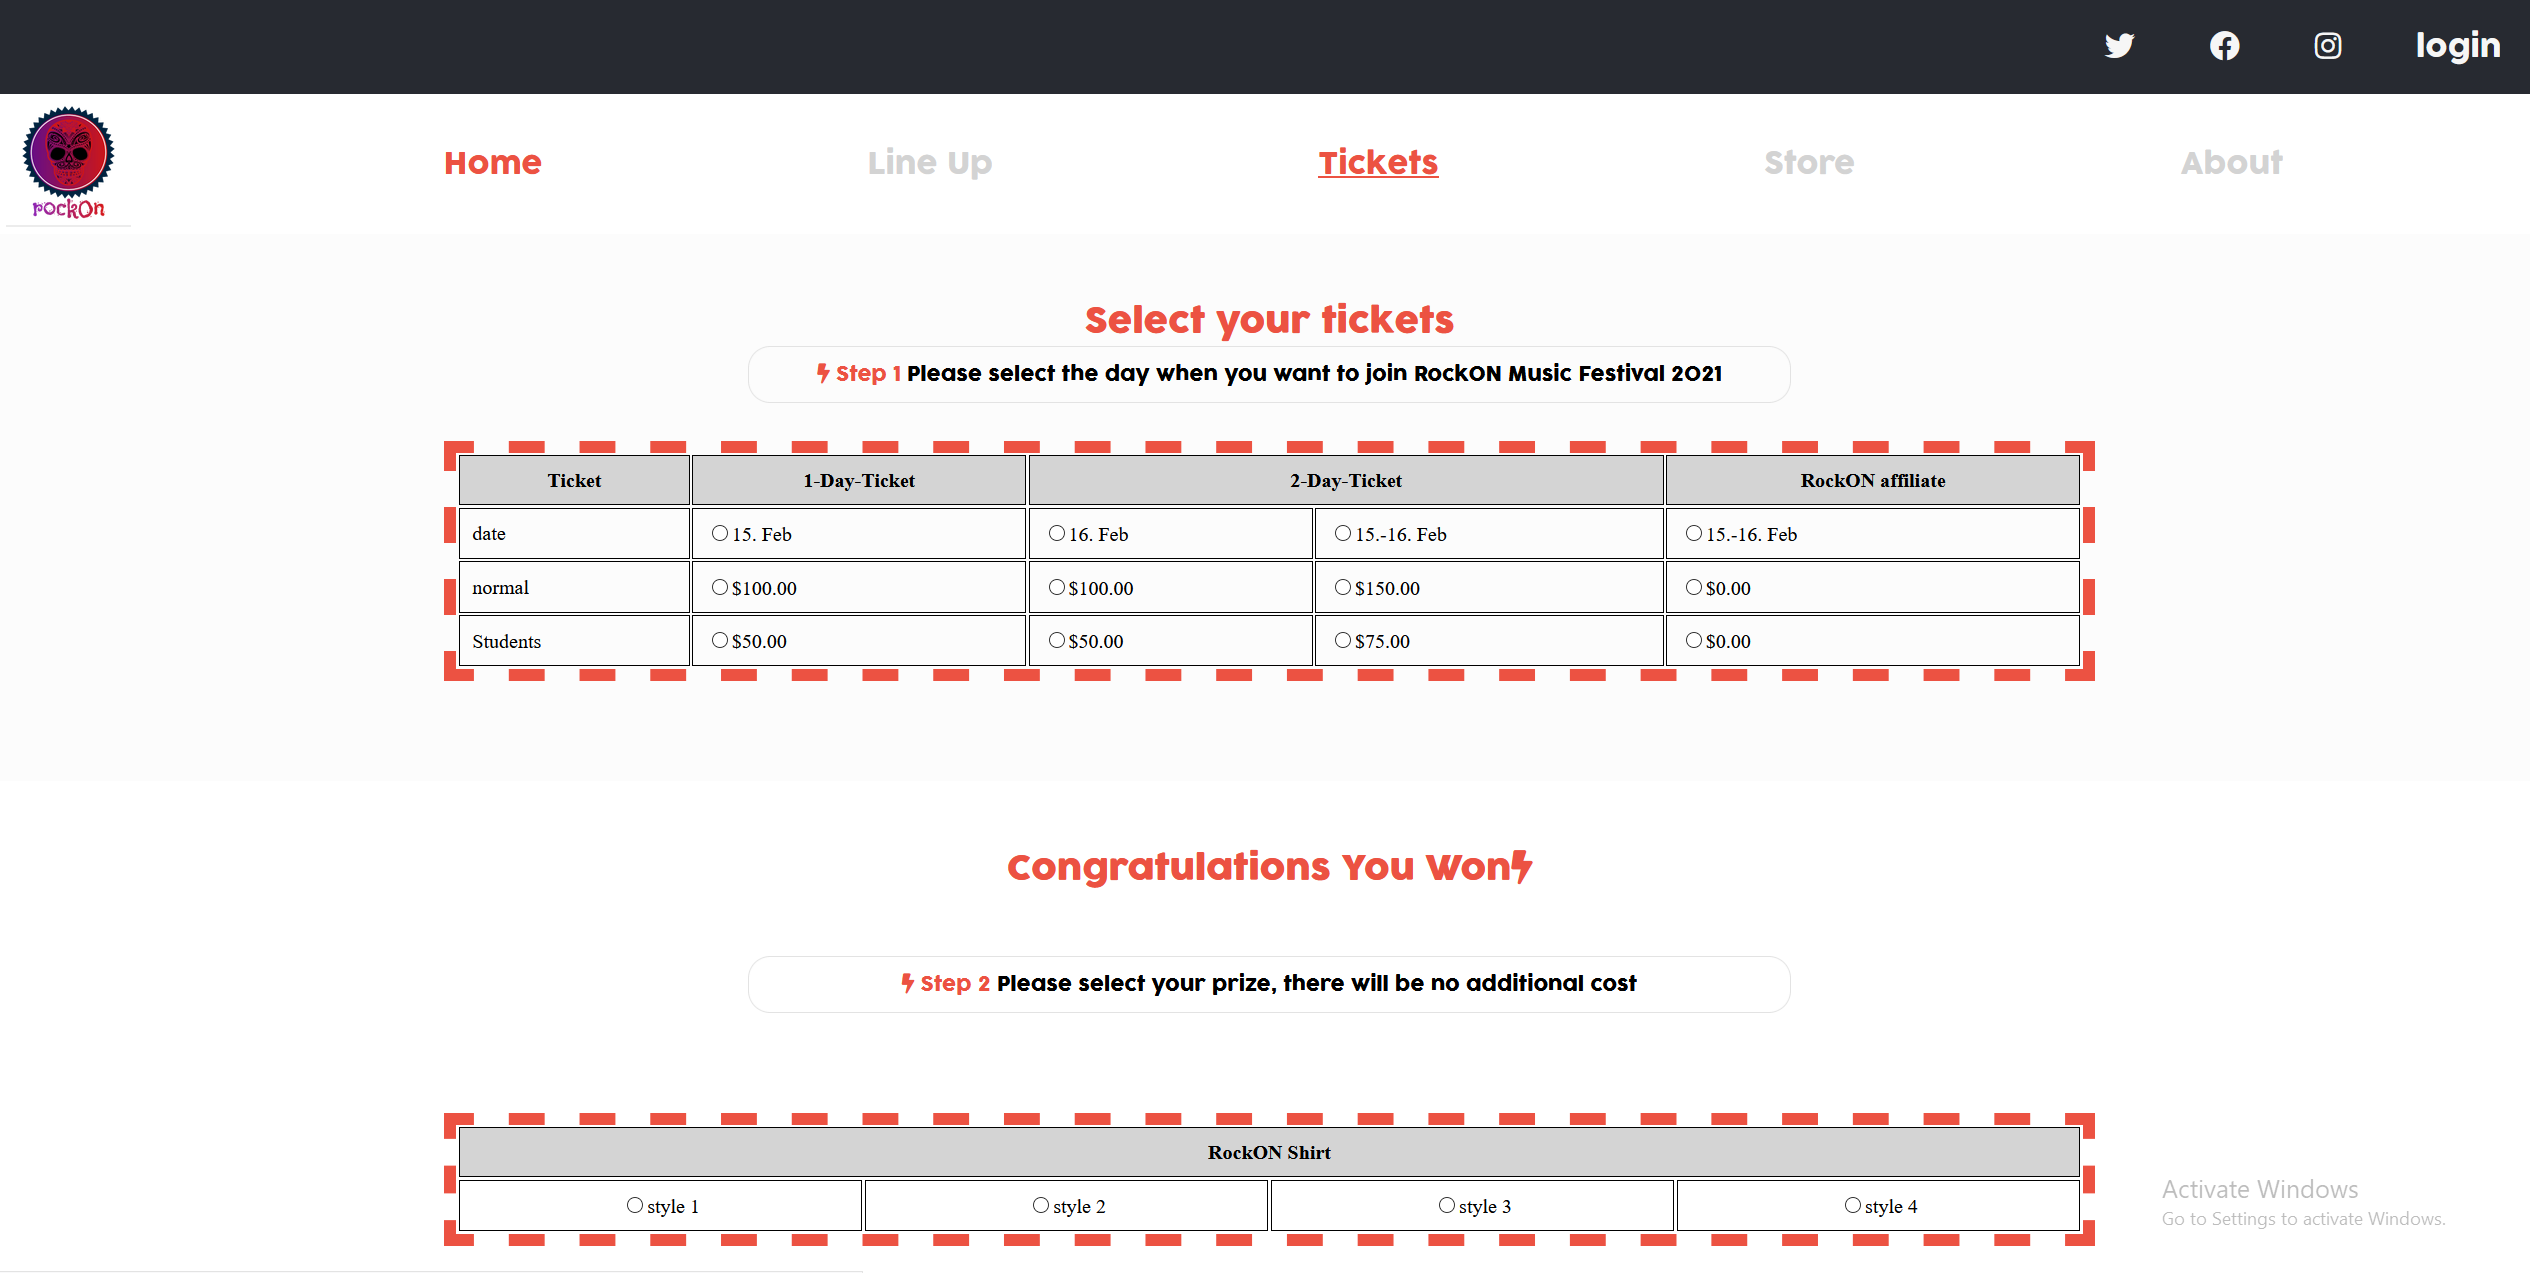 login
rockOn
Home Line Up Tickets Store About
Select your tickets
Step 1 Please select the day when you want to join RockON Music Festival 2021
Ticket 1-Day-Ticket 2-Day-Ticket RockON affiliate
date 15. Feb 16. Feb 15.-16. Feb 15.-16. Feb
normal $100.00 $100.00 $150.00 $0.00
Students $50.00 $50.00 $75.00 $0.00
Congratulations You Won
Step 2 Please select your prize, there will be no additional cost
RockON Shirt
style 1 style 2 style 3 style 4
Activate Windows
Go to Settings to activate Windows.